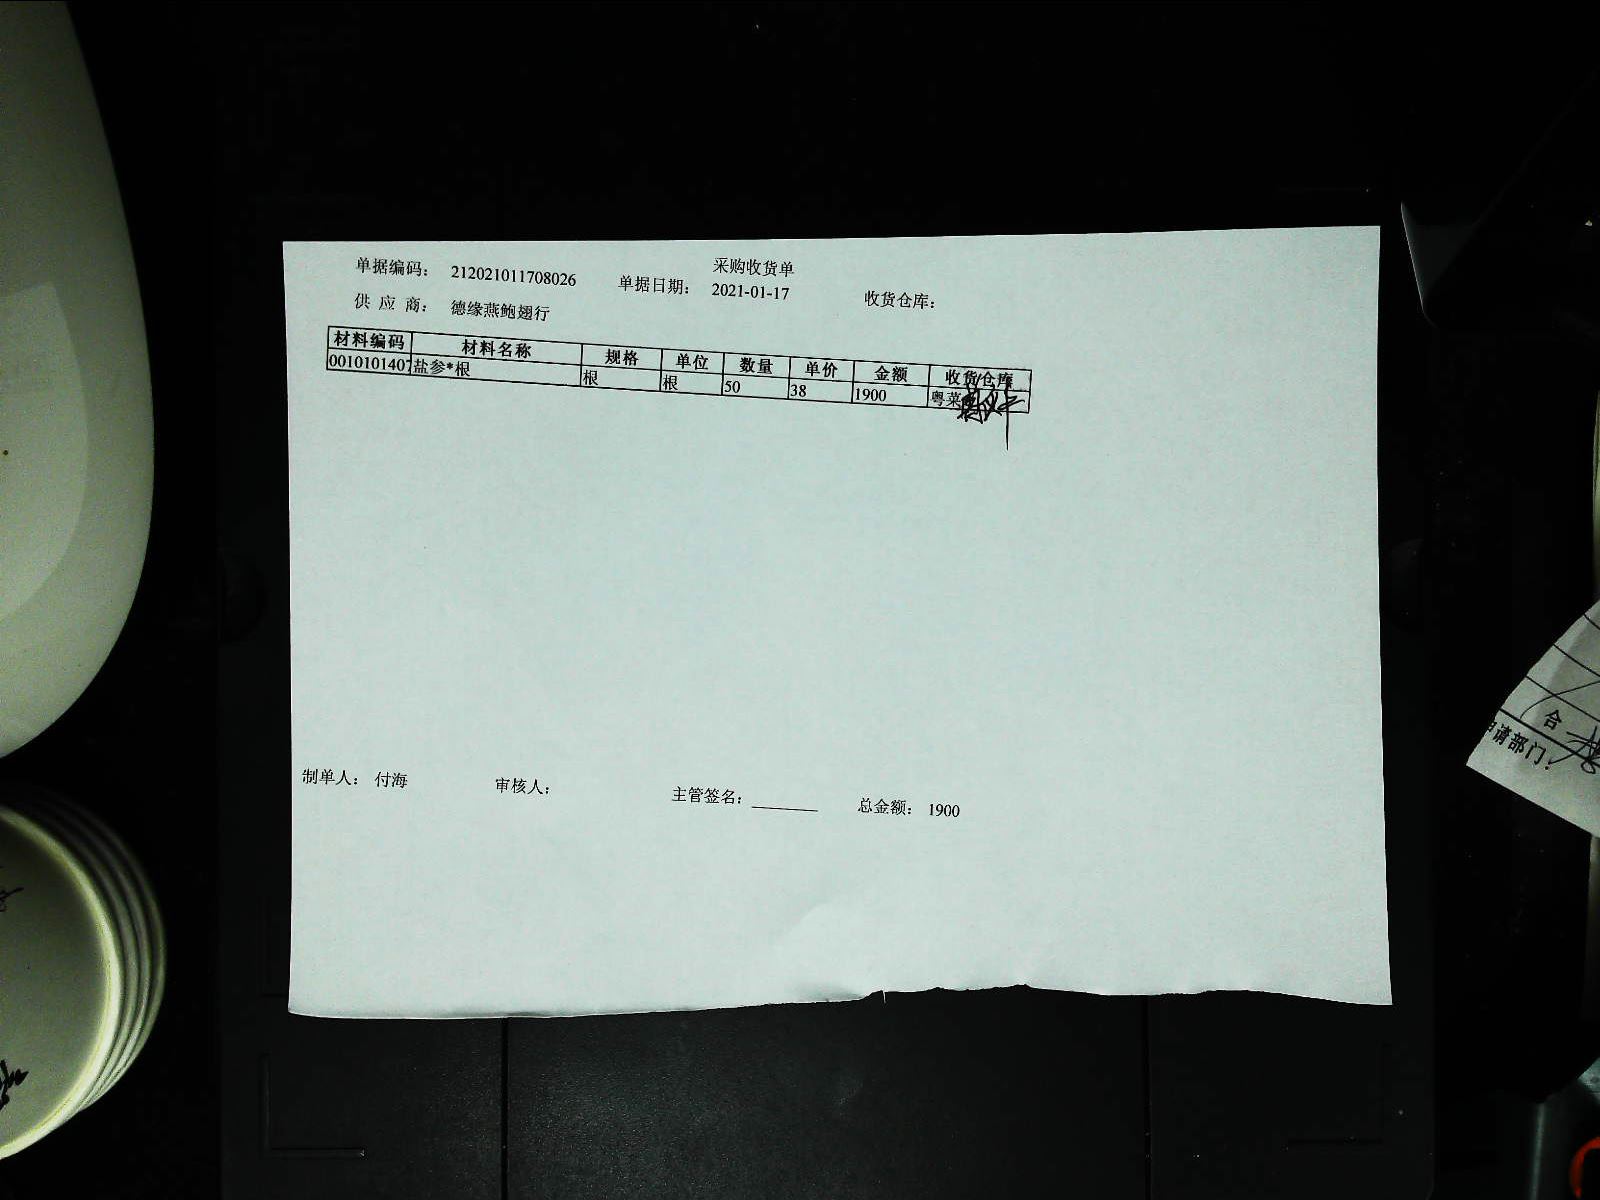 采购收货单
单据编码： 212021011708026 单据日期： 2021-01-17 收货仓库：
供 应 商： 德缘燕鲍翅行
材料编码 材料名称 规格 单位 数量 单价 金额 收货仓库
0010101407 盐参*根 根 根 50 38 1900 粤菜
制单人： 付海 审核人： 主管签名： 总金额： 1900
合
申请部门：